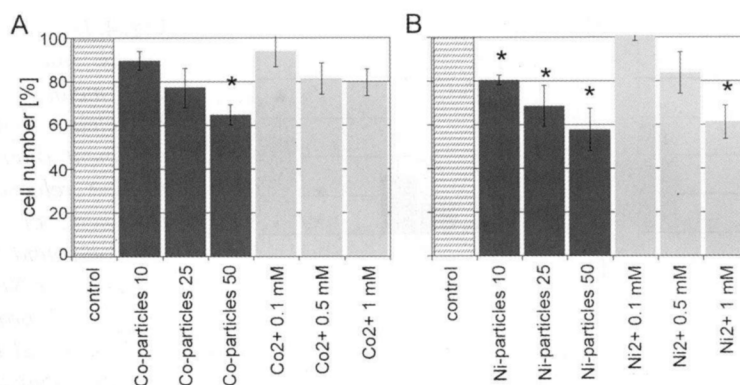 A
B
cell number [%]
100
80
60
40
20
0
*
* * * *
control
Co-particles 10
Co-particles 25
Co-particles 50
Co2+ 0.1 mM
Co2+ 0.5 mM
Co2+ 1 mM
control
Ni-particles 10
Ni-particles 25
Ni-particles 50
Ni2+ 0.1 mM
Ni2+ 0.5 mM
Ni2+ 1 mM